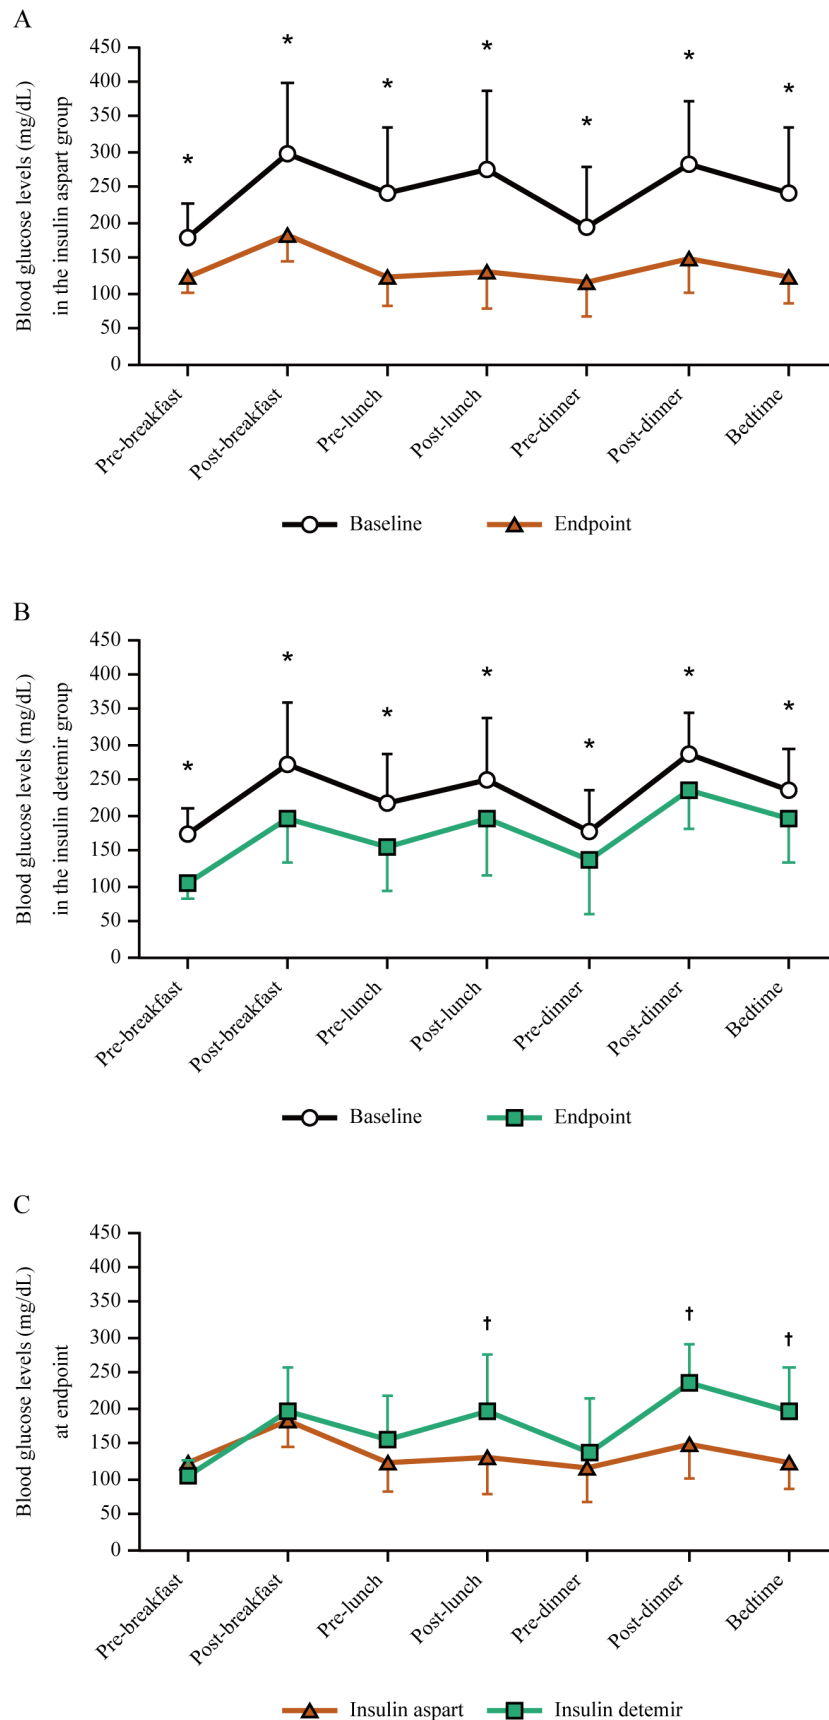 A
Blood glucose levels (mg/dL)
in the insulin aspart group
450
400
350
300
250
200
150
100
50
0
* * * * * * *
Pre-breakfast
Post-breakfast
Pre-lunch
Post-lunch
Pre-dinner
Post-dinner
Bedtime
Baseline Endpoint
B
Blood glucose levels (mg/dL)
in the insulin detemir group
450
400
350
300
250
200
150
100
50
0
* * * * * * *
Pre-breakfast
Post-breakfast
Pre-lunch
Post-lunch
Pre-dinner
Post-dinner
Bedtime
Baseline Endpoint
C
Blood glucose levels (mg/dL)
at endpoint
450
400
350
300
250
200
150
100
50
0
† † †
Pre-breakfast
Post-breakfast
Pre-lunch
Post-lunch
Pre-dinner
Post-dinner
Bedtime
Insulin aspart Insulin detemir